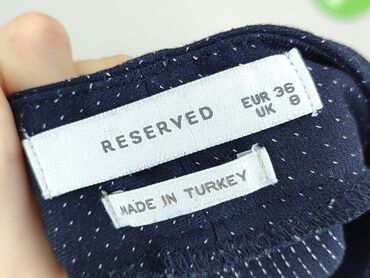 RESERVED
EUR 36
UK 8
MADE IN TURKEY